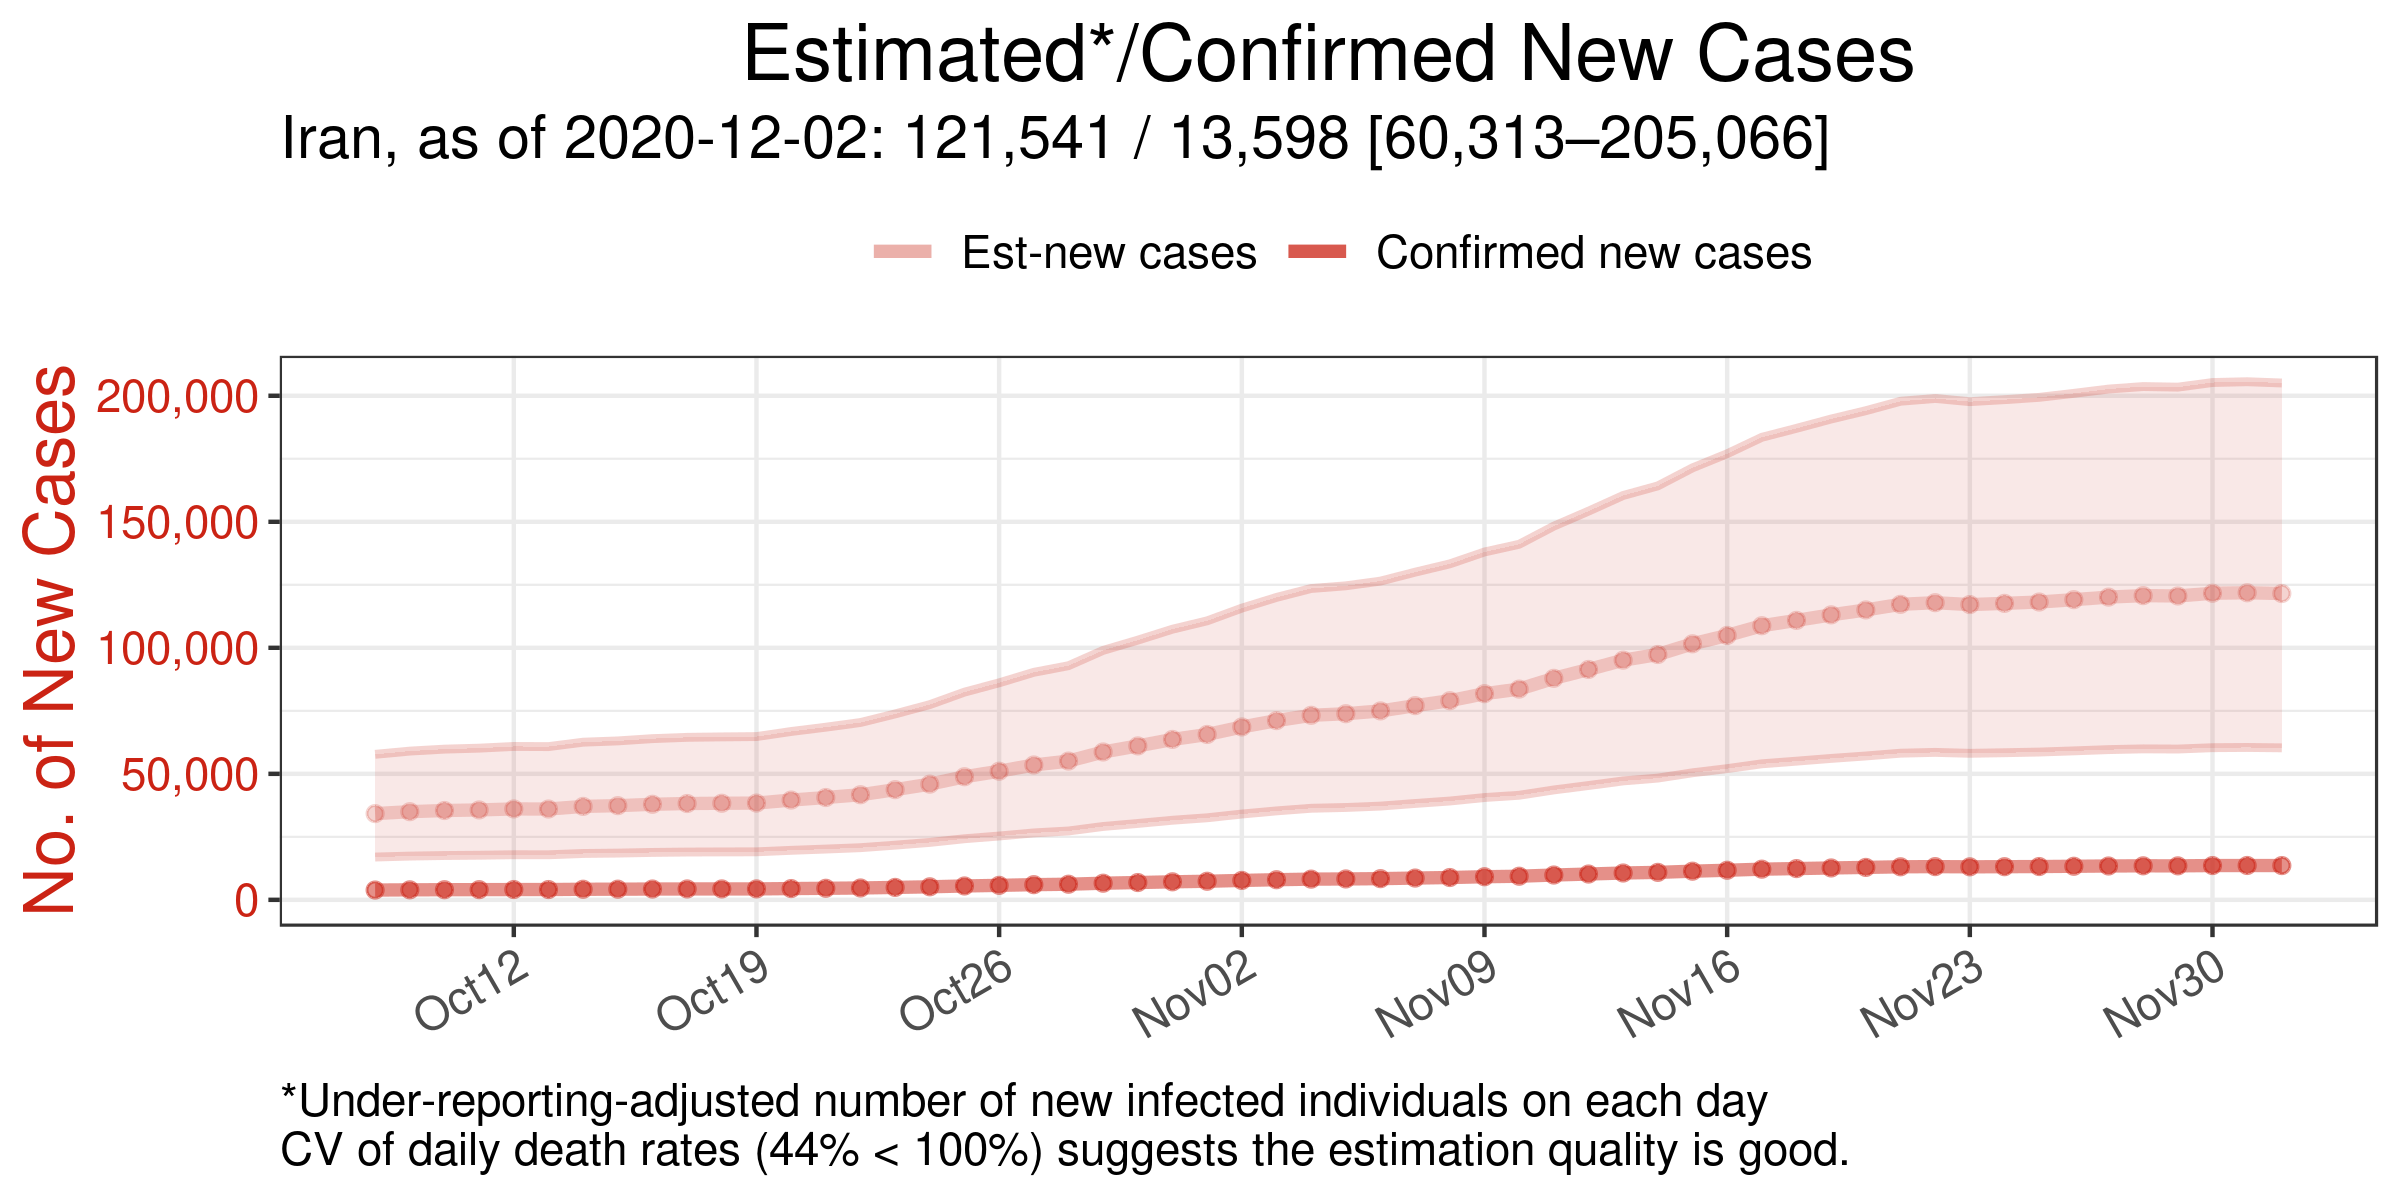 Estimated*/Confirmed New Cases
Iran, as of 2020-12-02: 121,541 / 13,598 [60,313–205,066]
Est-new cases
Confirmed new cases
No. of New Cases
200,000
150,000
100,000
50,000
0
Oct12
Oct19
Oct26
Nov02
Nov09
Nov16
Nov23
Nov30
*Under-reporting-adjusted number of new infected individuals on each day
CV of daily death rates (44% < 100%) suggests the estimation quality is good.